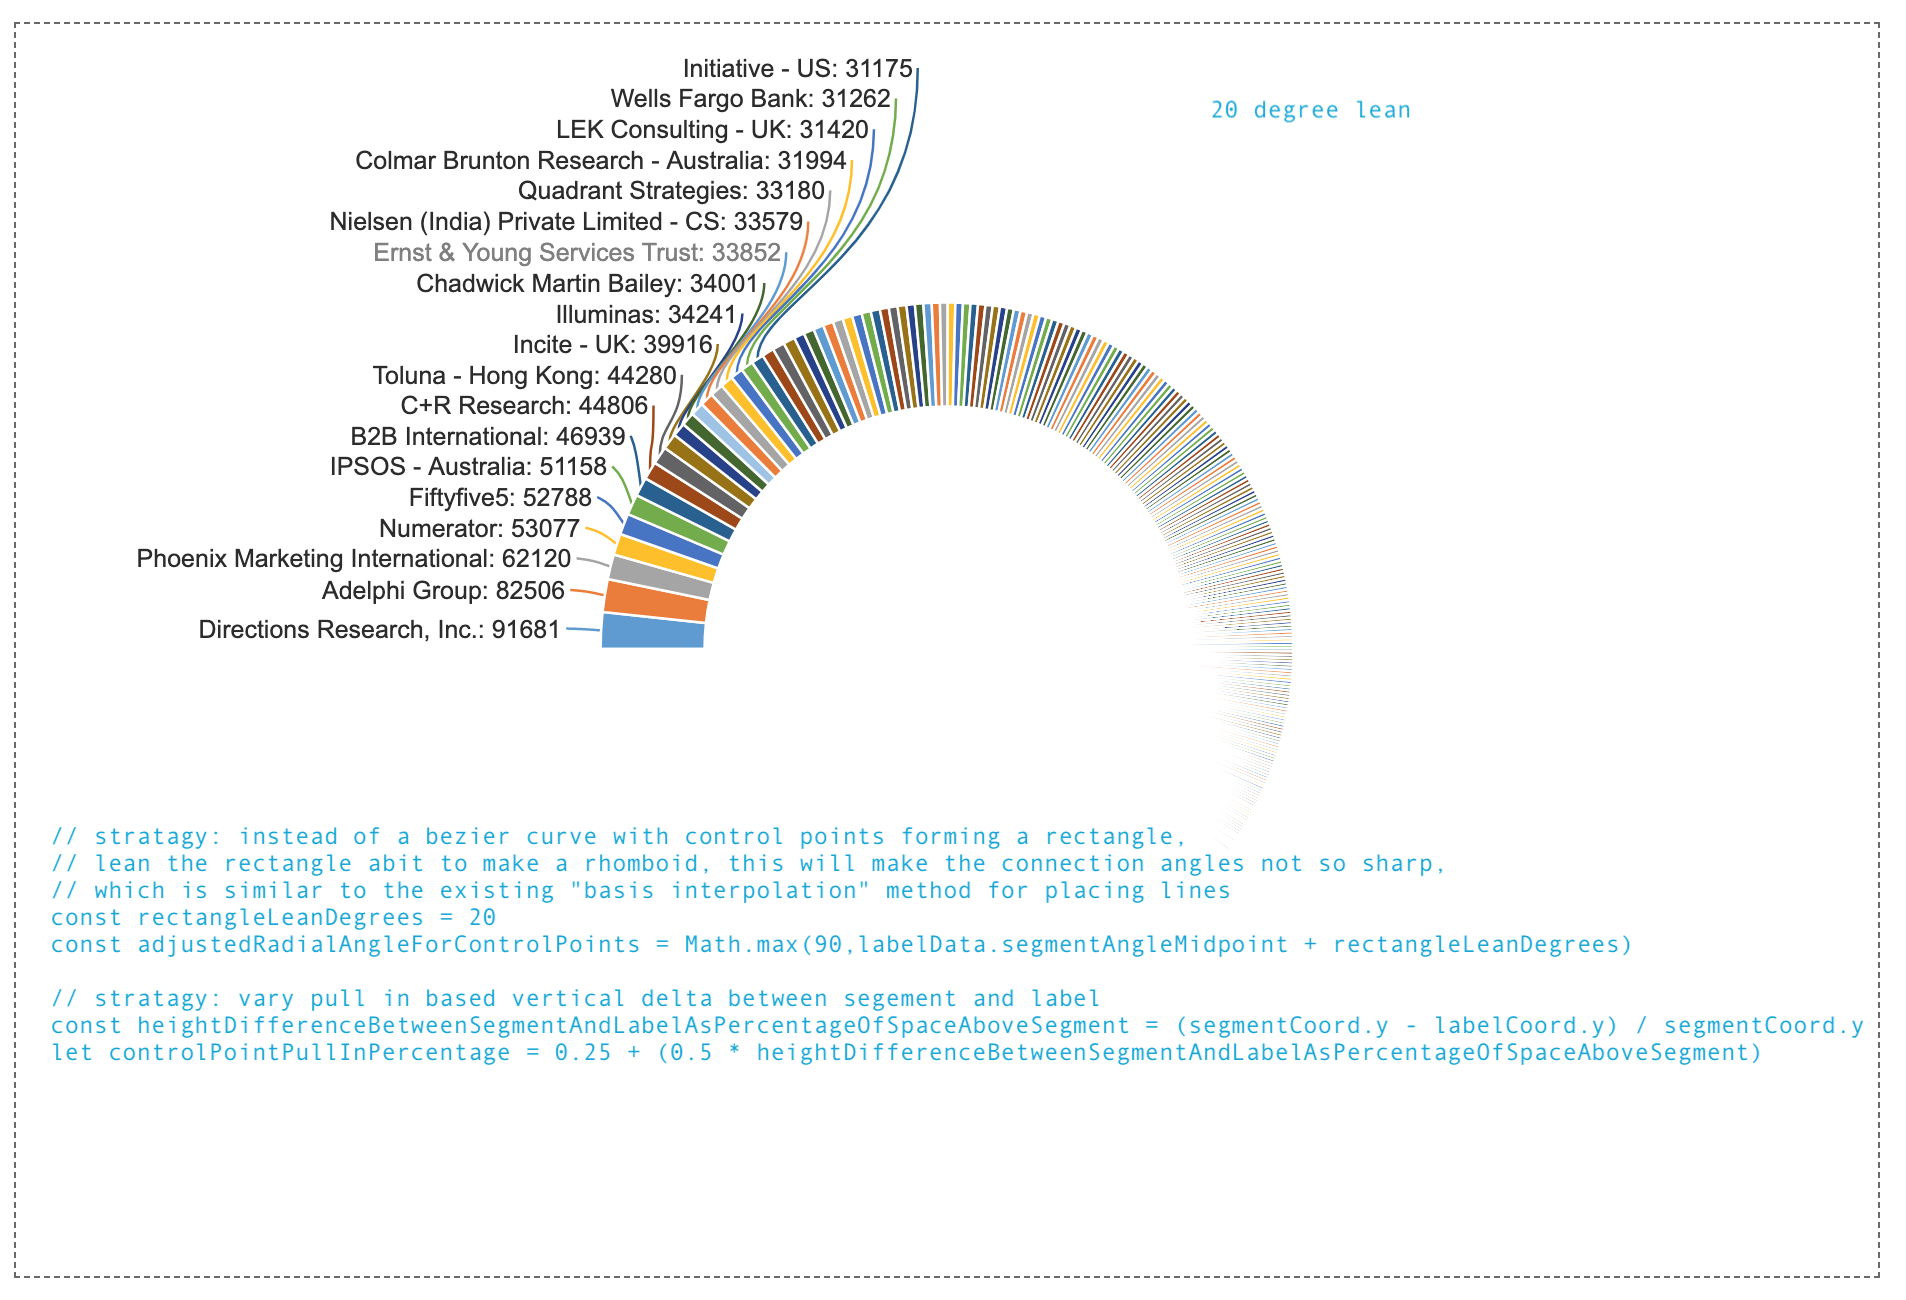 Initiative - US: 31175
20 degree lean
Wells Fargo Bank: 31262
LEK Consulting - UK: 31420
Colmar Brunton Research - Australia: 31994
Quadrant Strategies: 33180
Nielsen (India) Private Limited - CS: 33579
Ernst & Young Services Trust: 33852
Chadwick Martin Bailey: 34001
Illuminas: 34241
Incite - UK: 39916
Toluna - Hong Kong: 44280
C+R Research: 44806
B2B International: 46939
IPSOS - Australia: 51158
Fiftyfive5: 52788
Numerator: 53077
Phoenix Marketing International: 62120
Adelphi Group: 82506
Directions Research, Inc.: 91681
// stratagy: instead of a bezier curve with control points forming a rectangle,
// lean the rectangle abit to make a rhomboid, this will make the connection angles not so sharp,
// which is similar to the existing "basis interpolation" method for placing lines
const rectangleLeanDegrees = 20
const adjustedRadialAngleForControlPoints = Math.max(90,labelData.segmentAngleMidpoint + rectangleLeanDegrees)
// stratagy: vary pull in based vertical delta between segement and label
const heightDifferenceBetweenSegmentAndLabelAsPercentageOfSpaceAboveSegment = (segmentCoord.y - labelCoord.y) / segmentCoord.y
let controlPointPullInPercentage = 0.25 + (0.5 * heightDifferenceBetweenSegmentAndLabelAsPercentageOfSpaceAboveSegment)